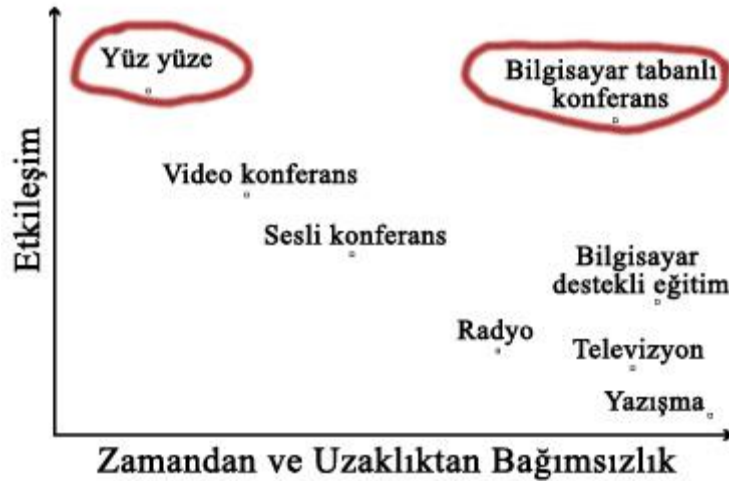 Yüz yüze
Bilgisayar tabanlı
konferans
Etkileşim
Video konferans
Sesli konferans
Bilgisayar
destekli eğitim
Radyo
Televizyon
Yazışma
Zamandan ve Uzaklıktan Bağımsızlık